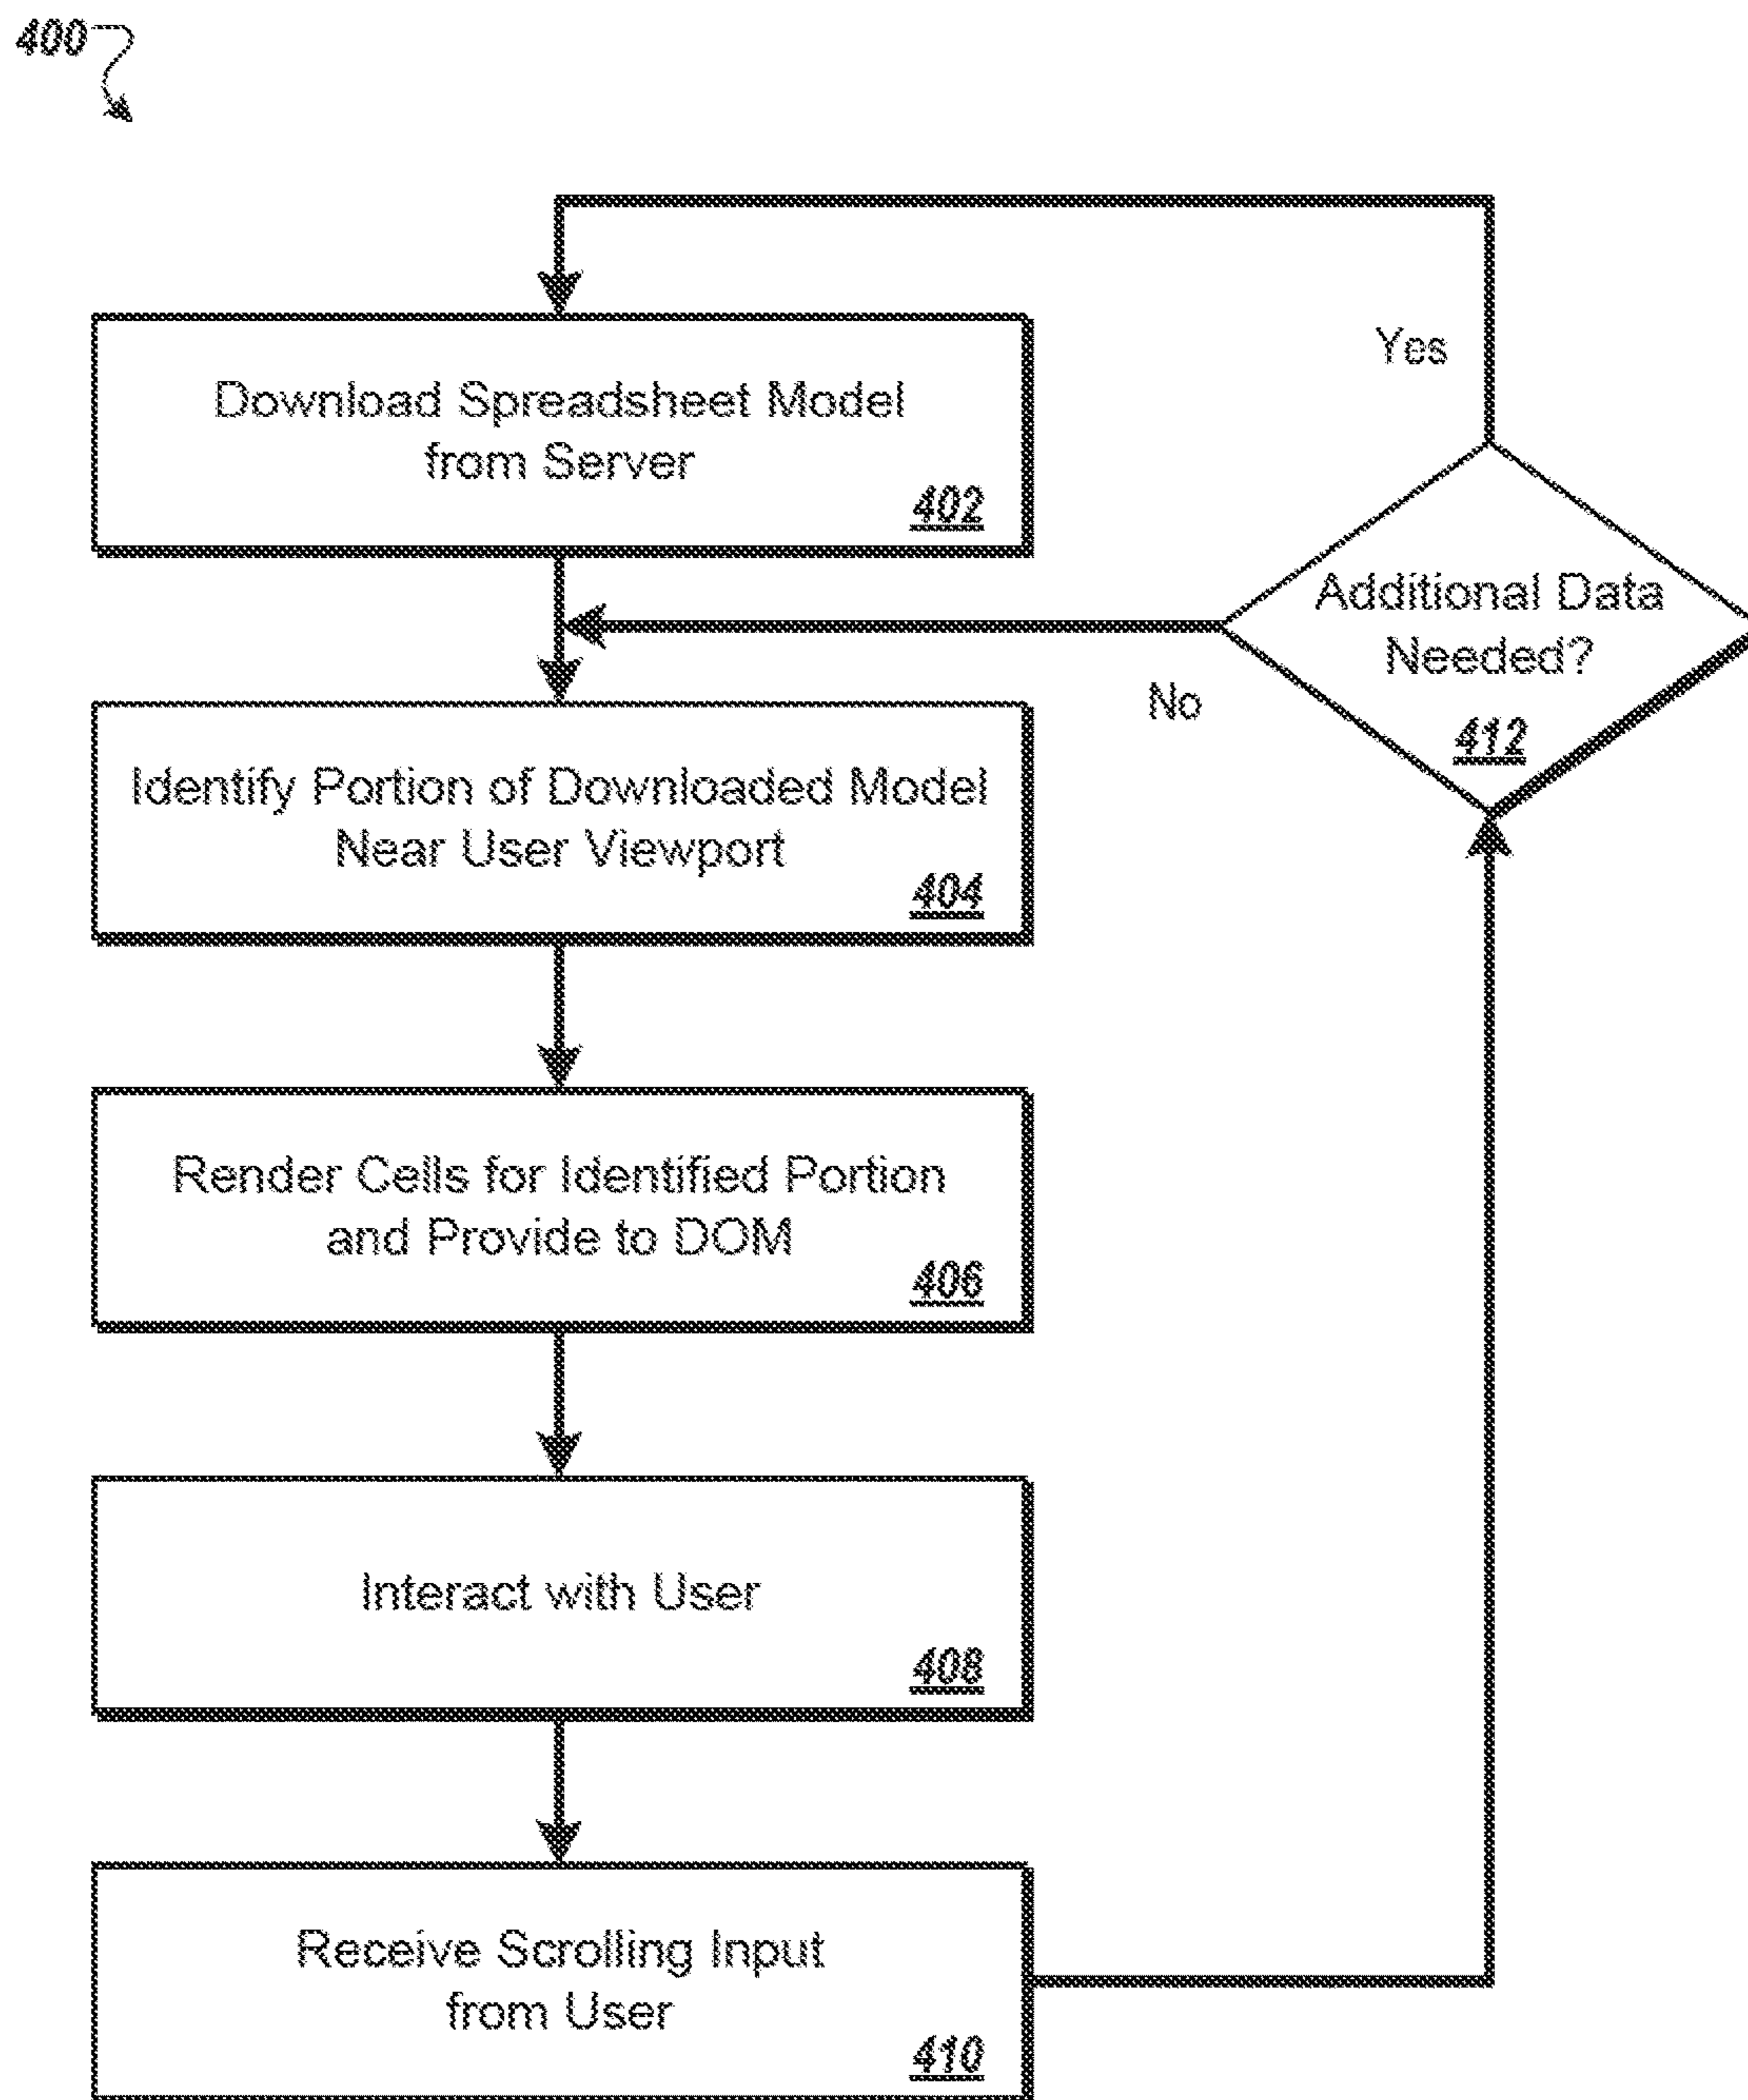 400
Download Spreadsheet Model
from Server
402
Yes
Additional Data
Needed?
412
No
Identify Portion of Downloaded Model
Near User Viewport
404
Render Cells for Identified Portion
and Provide to DOM
406
Interact with User
408
Receive Scrolling Input
from User
410